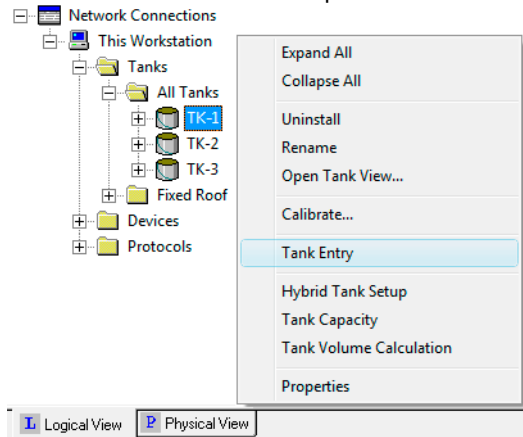 Network Connections
This Workstation
Tanks
All Tanks
TK-1
TK-2
TK-3
Fixed Roof
Devices
Protocols
Expand All
Collapse All
Uninstall
Rename
Open Tank View...
Calibrate...
Tank Entry
Hybrid Tank Setup
Tank Capacity
Tank Volume Calculation
Properties
L Logical View
P Physical View